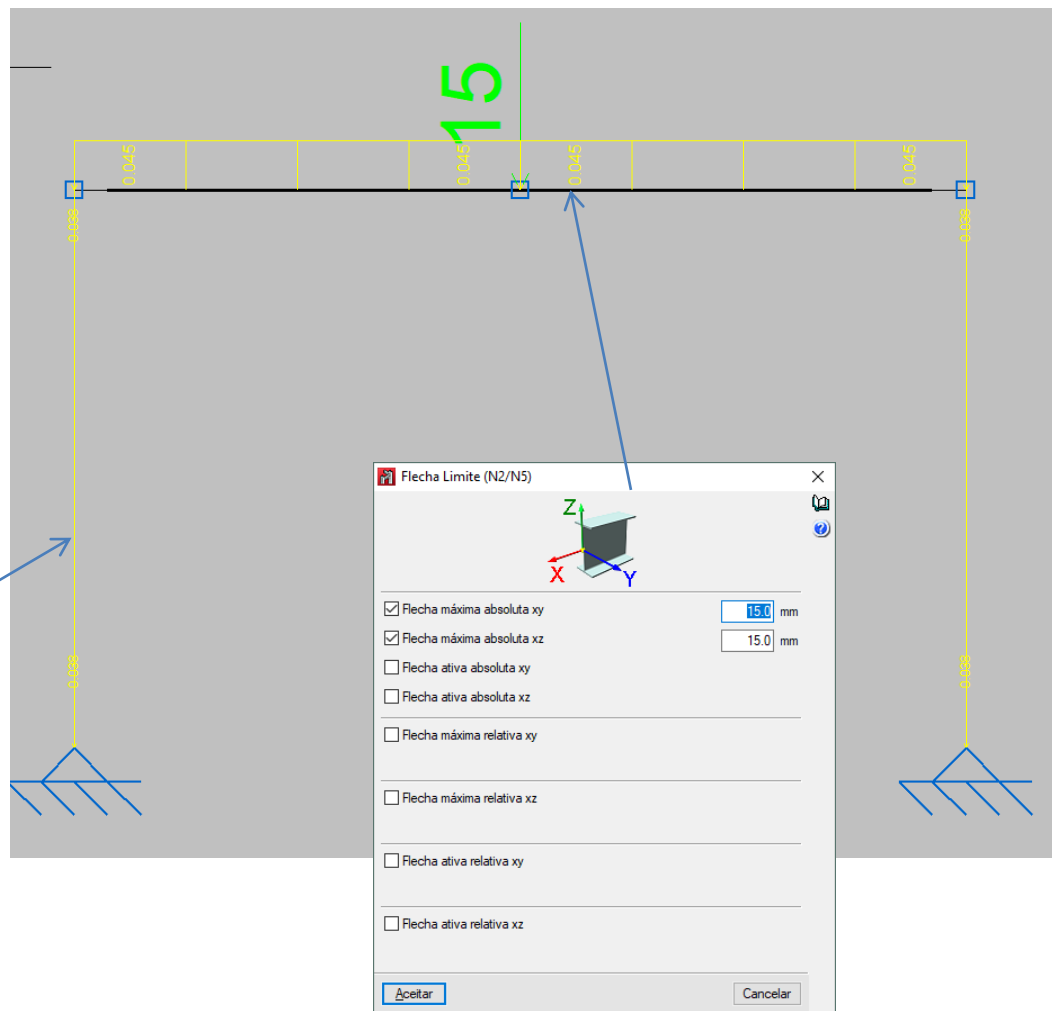 15
0.045
0.045
0.045
0.045
0.038
0.038
Flecha Limite (N2/N5)
Z
X
Y
Flecha máxima absoluta xy
15.0 mm
Flecha máxima absoluta xz
15.0 mm
Flecha ativa absoluta xy
Flecha ativa absoluta xz
0.038
0.038
Flecha máxima relativa xy
Flecha máxima relativa xz
Flecha ativa relativa xy
Flecha ativa relativa xz
Aceitar
Cancelar